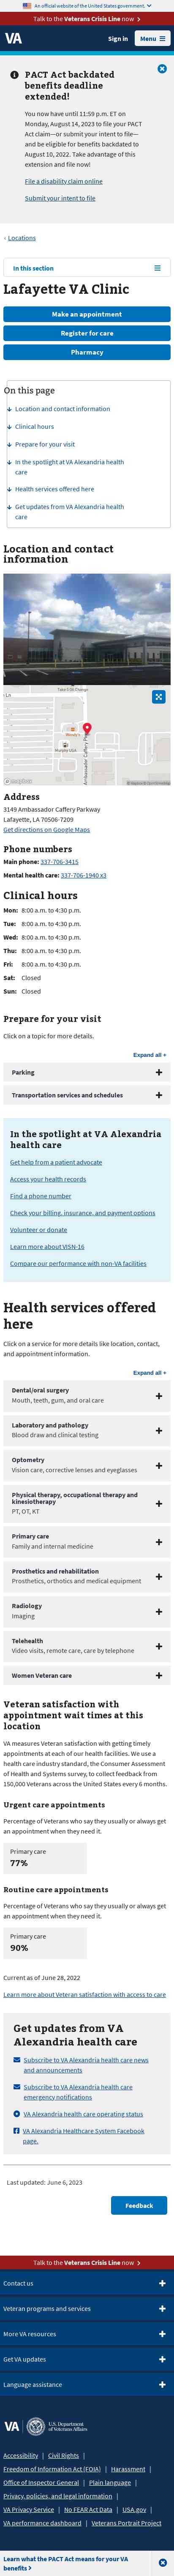 An official website of the United States government.
Talk to the Veterans Crisis Line now
VA
Sign in
Menu
PACT Act backdated
benefits deadline
extended!
You now have until 11:59 p.m. ET on
Monday, August 14, 2023 to file your PACT
Act claim—or submit your intent to file—
and be eligible for benefits backdated to
August 10, 2022. Take advantage of this
extension and file now!
File a disability claim online
Submit your intent to file
Locations
In this section
Lafayette VA Clinic
Make an appointment
Register for care
Pharmacy
On this page
Location and contact information
Clinical hours
Prepare for your visit
In the spotlight at VA Alexandria health
care
Health services offered here
Get updates from VA Alexandria health
care
Location and contact
information
mapbox
Address
3149 Ambassador Caffery Parkway
Lafayette, LA 70506-7209
Get directions on Google Maps
Phone numbers
Main phone: 337-706-3415
Mental health care: 337-706-1940 x3
Clinical hours
Mon: 8:00 a.m. to 4:30 p.m.
Tue: 8:00 a.m. to 4:30 p.m.
Wed: 8:00 a.m. to 4:30 p.m.
Thu: 8:00 a.m. to 4:30 p.m.
Fri: 8:00 a.m. to 4:30 p.m.
Sat: Closed
Sun: Closed
Prepare for your visit
Click on a topic for more details.
Expand all +
Parking
Transportation services and schedules
In the spotlight at VA Alexandria
health care
Get help from a patient advocate
Access your health records
Find a phone number
Check your billing, insurance, and payment options
Volunteer or donate
Learn more about VISN-16
Compare our performance with non-VA facilities
Health services offered
here
Click on a service for more details like location, contact,
and appointment information.
Expand all +
Dental/oral surgery
Mouth, teeth, gum, and oral care
Laboratory and pathology
Blood draw and clinical testing
Optometry
Vision care, corrective lenses and eyeglasses
Physical therapy, occupational therapy and
kinesiotherapy
PT, OT, KT
Primary care
Family and internal medicine
Prosthetics and rehabilitation
Prosthetics, orthotics and medical equipment
Radiology
Imaging
Telehealth
Video visits, remote care, care by telephone
Women Veteran care
Veteran satisfaction with
appointment wait times at this
location
VA measures Veteran satisfaction with getting timely
appointments at each of our health facilities. We use a
health care industry standard, the Consumer Assessment of
Health Providers and Systems, that includes feedback from
150,000 Veterans across the United States every 6 months.
Urgent care appointments
Percentage of Veterans who say they usually or always get
an appointment when they need it.
Primary care
77%
Routine care appointments
Percentage of Veterans who say they usually or always get
an appointment when they need it.
Primary care
90%
Current as of June 28, 2022
Learn more about Veteran satisfaction with access to care
Get updates from VA
Alexandria health care
Subscribe to VA Alexandria health care news
and announcements
Subscribe to VA Alexandria health care
emergency notifications
VA Alexandria health care operating status
VA Alexandria Healthcare System Facebook
page.
Last updated: June 6, 2023
Feedback
Talk to the Veterans Crisis Line now
Contact us
Veteran programs and services
More VA resources
Get VA updates
Language assistance
VA
U.S. Department
of Veterans Affairs
Accessibility | Civil Rights |
Freedom of Information Act (FOIA) | Harassment |
Office of Inspector General | Plain language |
Privacy, policies, and legal information |
VA Privacy Service | No FEAR Act Data | USA.gov |
VA performance dashboard | Veterans Portrait Project
Learn what the PACT Act means for your VA
benefits